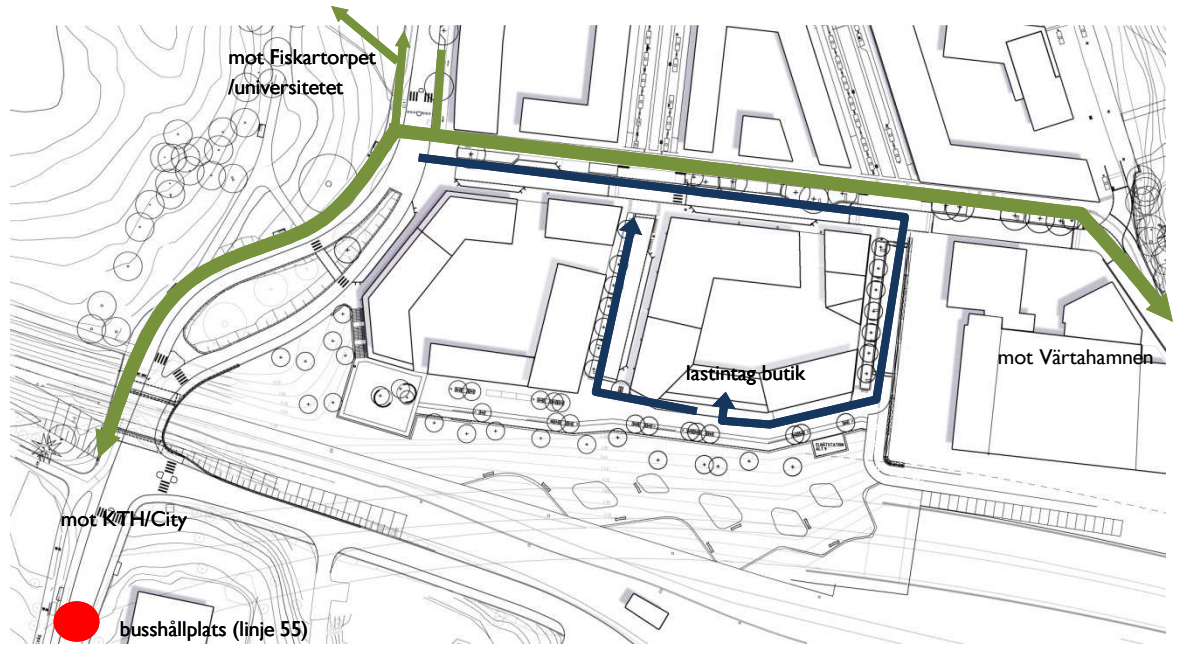 mot Fiskartorpet
/universitetet
lastintag butik
mot Värtahamnen
mot KTH/City
busshållplats (linje 55)